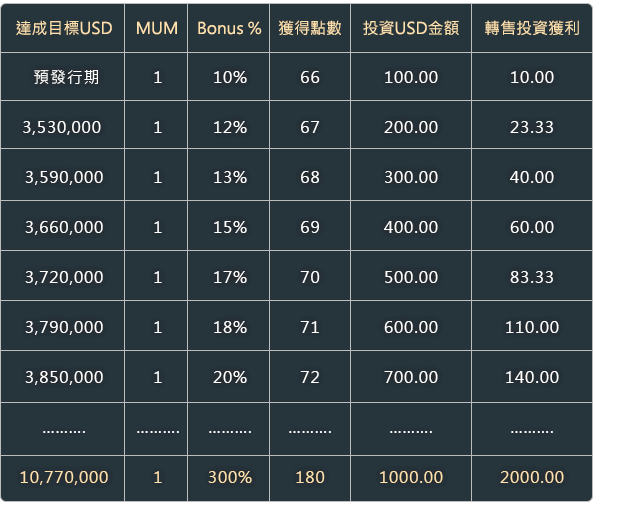 達成目標USD MUM Bonus % 獲得點數 投資USD金額 轉售投資獲利
預發行期 1 10% 66 100.00 10.00
3,530,000 1 12% 67 200.00 23.33
3,590,000 1 13% 68 300.00 40.00
3,660,000 1 15% 69 400.00 60.00
3,720,000 1 17% 70 500.00 83.33
3,790,000 1 18% 71 600.00 110.00
3,850,000 1 20% 72 700.00 140.00
.......... .......... .......... .......... .......... ..........
10,770,000 1 300% 180 1000.00 2000.00